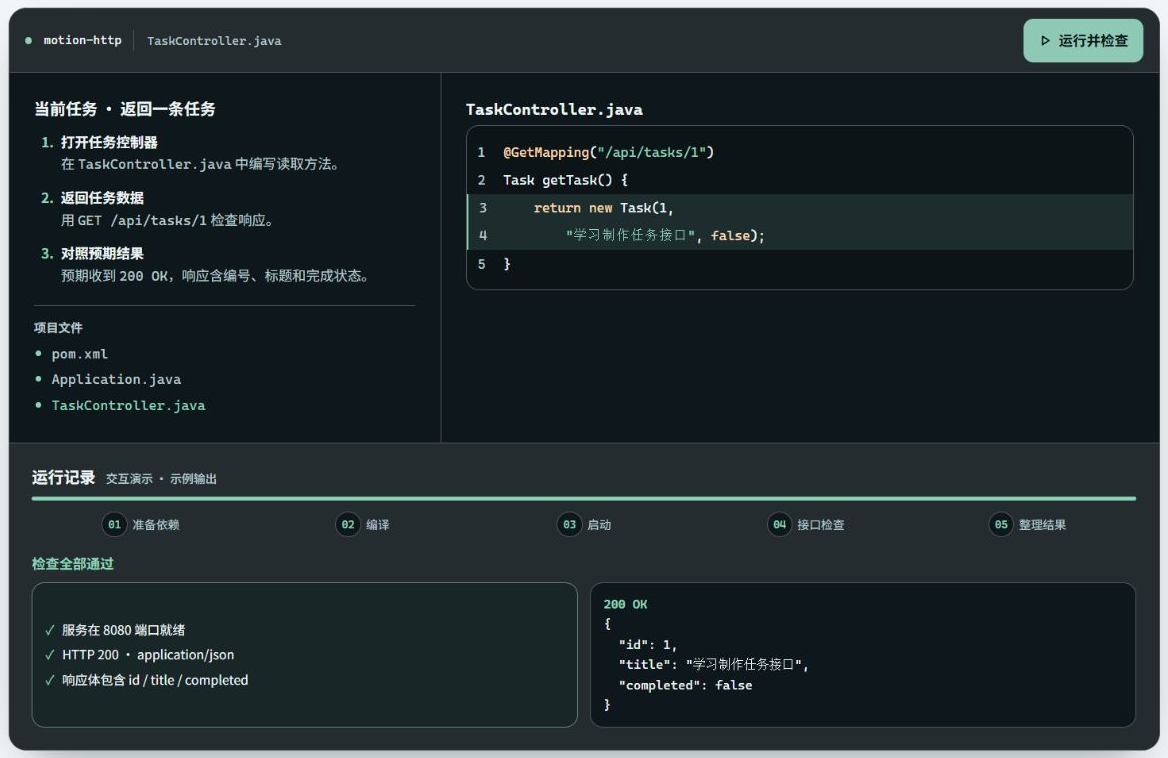 motion-http
TaskController.java
▷ 运行并检查
当前任务 · 返回一条任务
1. 打开任务控制器
在 TaskController.java 中编写读取方法。
2. 返回任务数据
用 GET /api/tasks/1 检查响应。
3. 对照预期结果
预期收到 200 OK，响应含编号、标题和完成状态。
项目文件
pom.xml
Application.java
TaskController.java
TaskController.java
1 @GetMapping("/api/tasks/1")
2 Task getTask() {
3 return new Task(1,
4 "学习制作任务接口", false);
5 }
运行记录 交互演示 · 示例输出
01 准备依赖
02 编译
03 启动
04 接口检查
05 整理结果
检查全部通过
✓ 服务在 8080 端口就绪
✓ HTTP 200 · application/json
✓ 响应体包含 id / title / completed
200 OK
{
"id": 1,
"title": "学习制作任务接口",
"completed": false
}